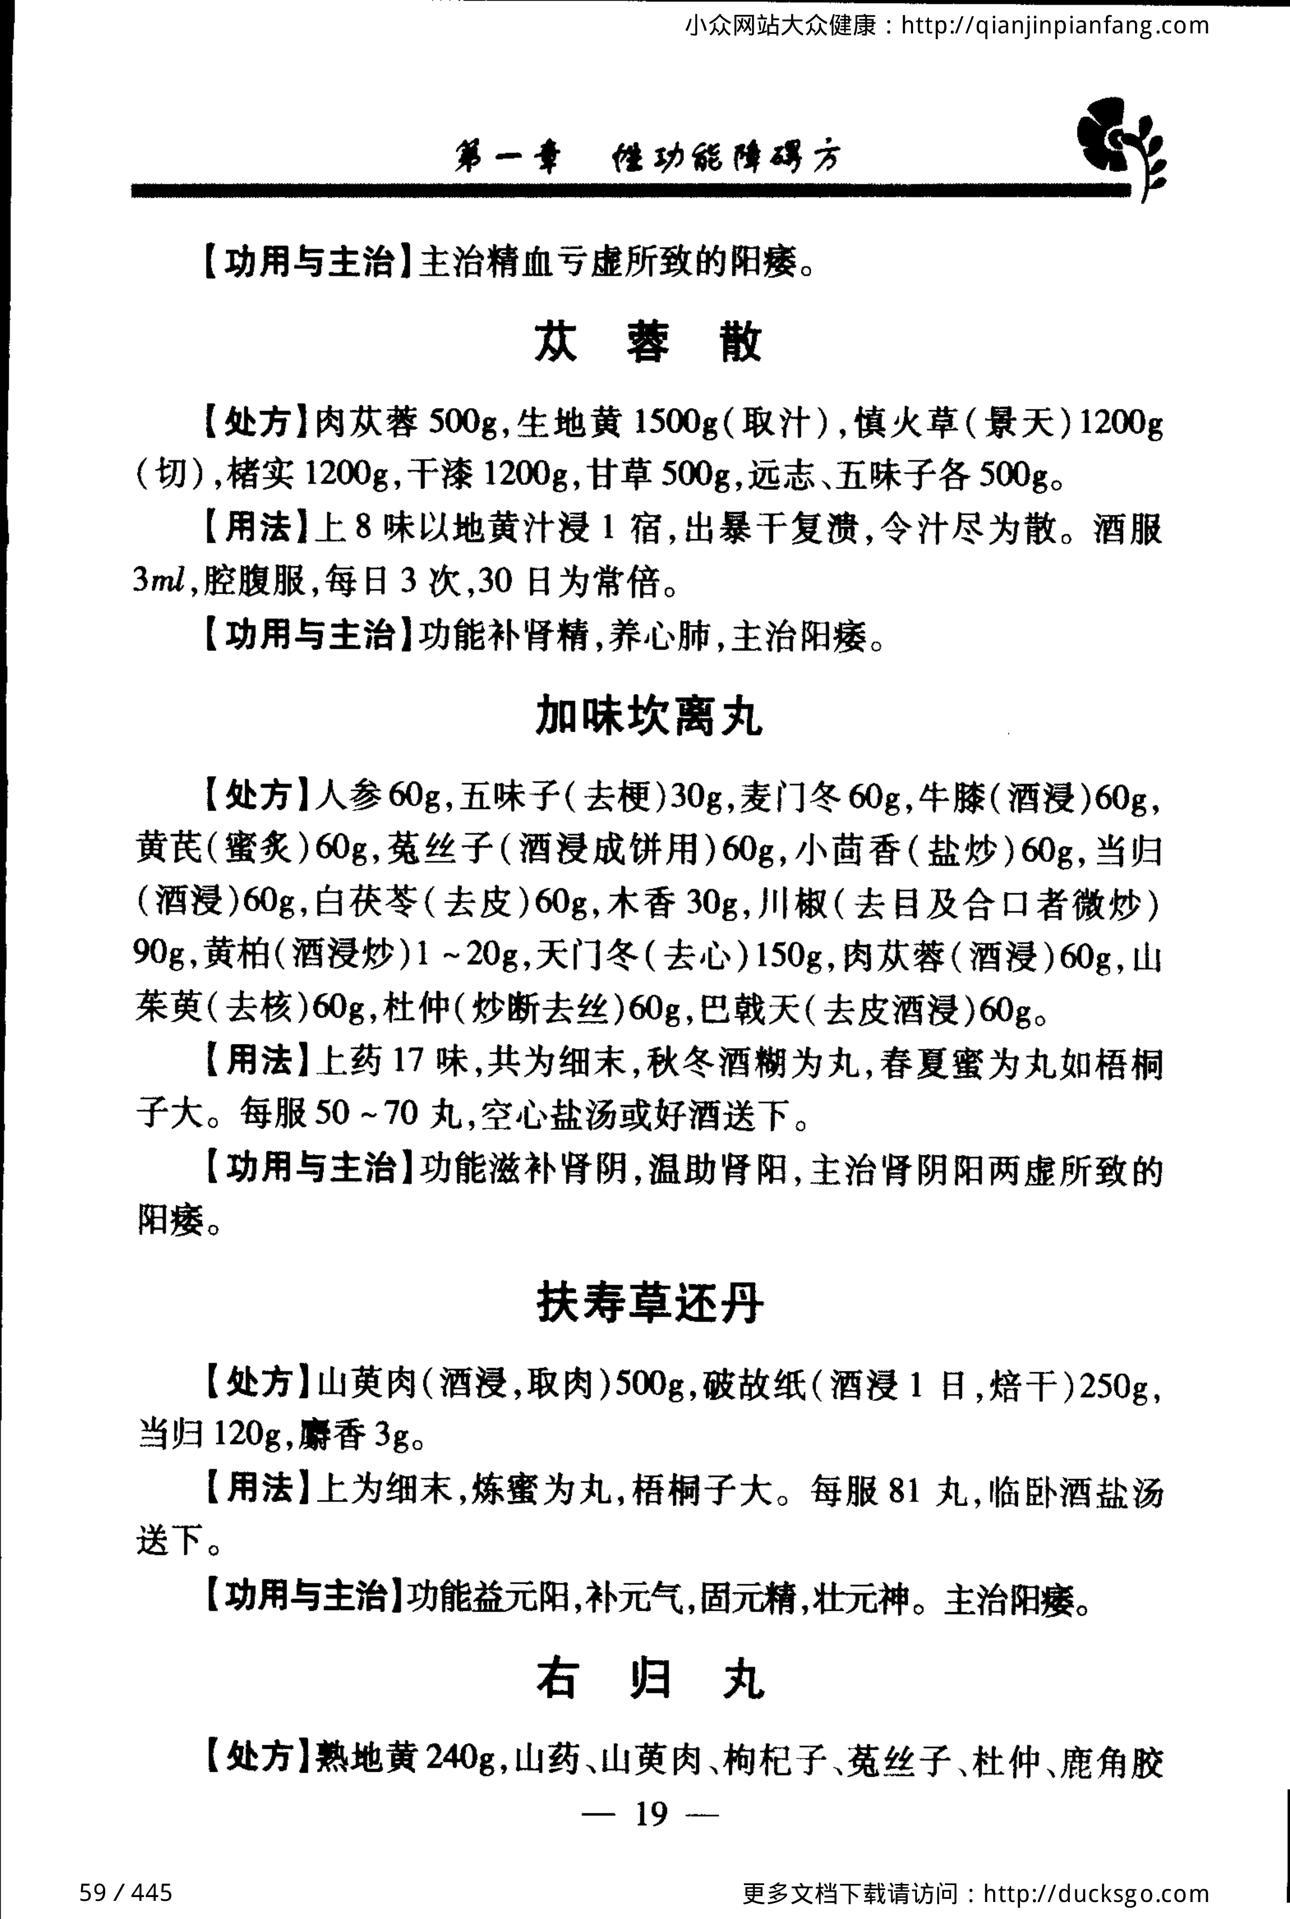 小众网站大众健康：http://qianjinpianfang.com
第一章　性功能障碍方
【功用与主治】主治精血亏虚所致的阳痿。
苁　蓉　散
【处方】肉苁蓉 500g,生地黄 1500g(取汁),慎火草(景天)1200g
(切),楮实 1200g,干漆 1200g,甘草 500g,远志、五味子各 500g。
【用法】上 8 味以地黄汁浸 1 宿,出暴干复溃,令汁尽为散。酒服
3ml,腔腹服,每日 3 次,30 日为常倍。
【功用与主治】功能补肾精,养心肺,主治阳痿。
加味坎离丸
【处方】人参 60g,五味子(去梗)30g,麦门冬 60g,牛膝(酒浸)60g,
黄芪(蜜炙)60g,菟丝子(酒浸成饼用)60g,小茴香(盐炒)60g,当归
(酒浸)60g,白茯苓(去皮)60g,木香 30g,川椒(去目及合口者微炒)
90g,黄柏(酒浸炒)1～20g,天门冬(去心)150g,肉苁蓉(酒浸)60g,山
茱萸(去核)60g,杜仲(炒断去丝)60g,巴戟天(去皮酒浸)60g。
【用法】上药 17 味,共为细末,秋冬酒糊为丸,春夏蜜为丸如梧桐
子大。每服 50～70 丸,空心盐汤或好酒送下。
【功用与主治】功能滋补肾阴,温助肾阳,主治肾阴阳两虚所致的
阳痿。
扶寿草还丹
【处方】山萸肉(酒浸,取肉)500g,破故纸(酒浸 1 日,焙干)250g,
当归 120g,麝香 3g。
【用法】上为细末,炼蜜为丸,梧桐子大。每服 81 丸,临卧酒盐汤
送下。
【功用与主治】功能益元阳,补元气,固元精,壮元神。主治阳痿。
右　归　丸
【处方】熟地黄 240g,山药、山萸肉、枸杞子、菟丝子、杜仲、鹿角胶
— 19 —
59 / 445
更多文档下载请访问：http://ducksgo.com